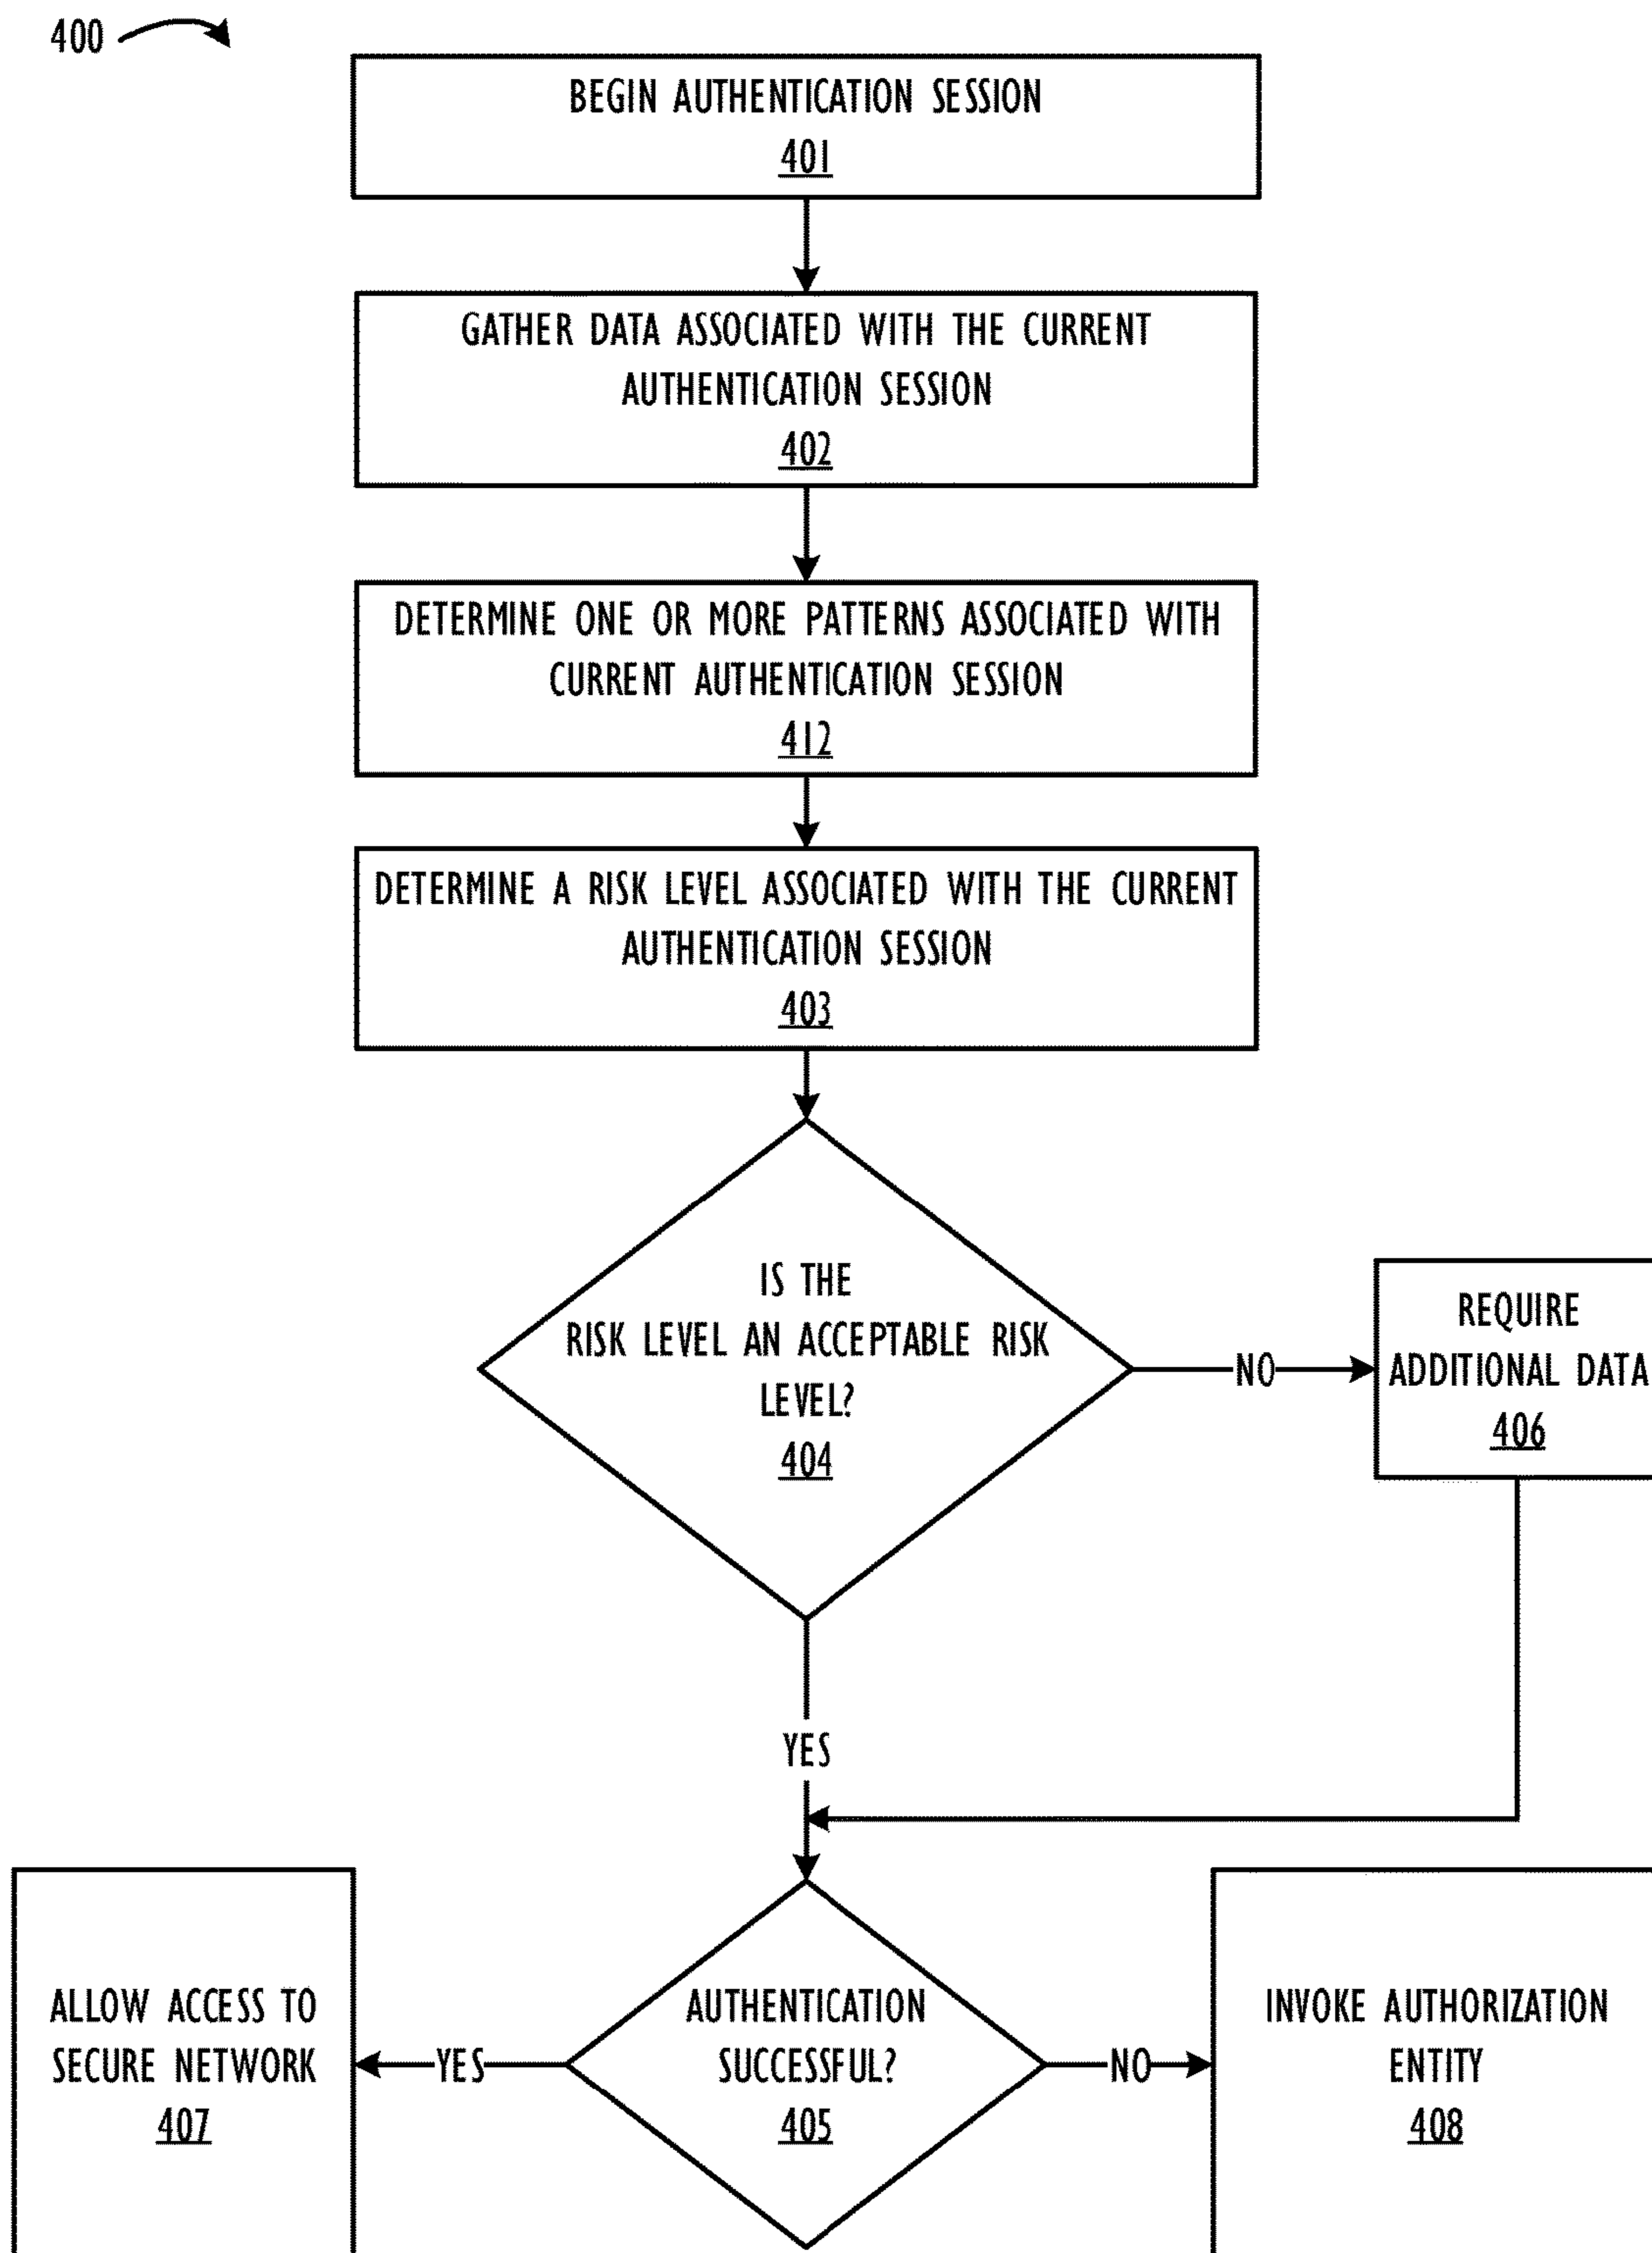 400
BEGIN AUTHENTICATION SESSION
401
GATHER DATA ASSOCIATED WITH THE CURRENT
AUTHENTICATION SESSION
402
DETERMINE ONE OR MORE PATTERNS ASSOCIATED WITH
CURRENT AUTHENTICATION SESSION
412
DETERMINE A RISK LEVEL ASSOCIATED WITH THE CURRENT
AUTHENTICATION SESSION
403
IS THE
RISK LEVEL AN ACCEPTABLE RISK
LEVEL?
404
NO
REQUIRE
ADDITIONAL DATA
406
YES
ALLOW ACCESS TO
SECURE NETWORK
407
YES
AUTHENTICATION
SUCCESSFUL?
405
NO
INVOKE AUTHORIZATION
ENTITY
408